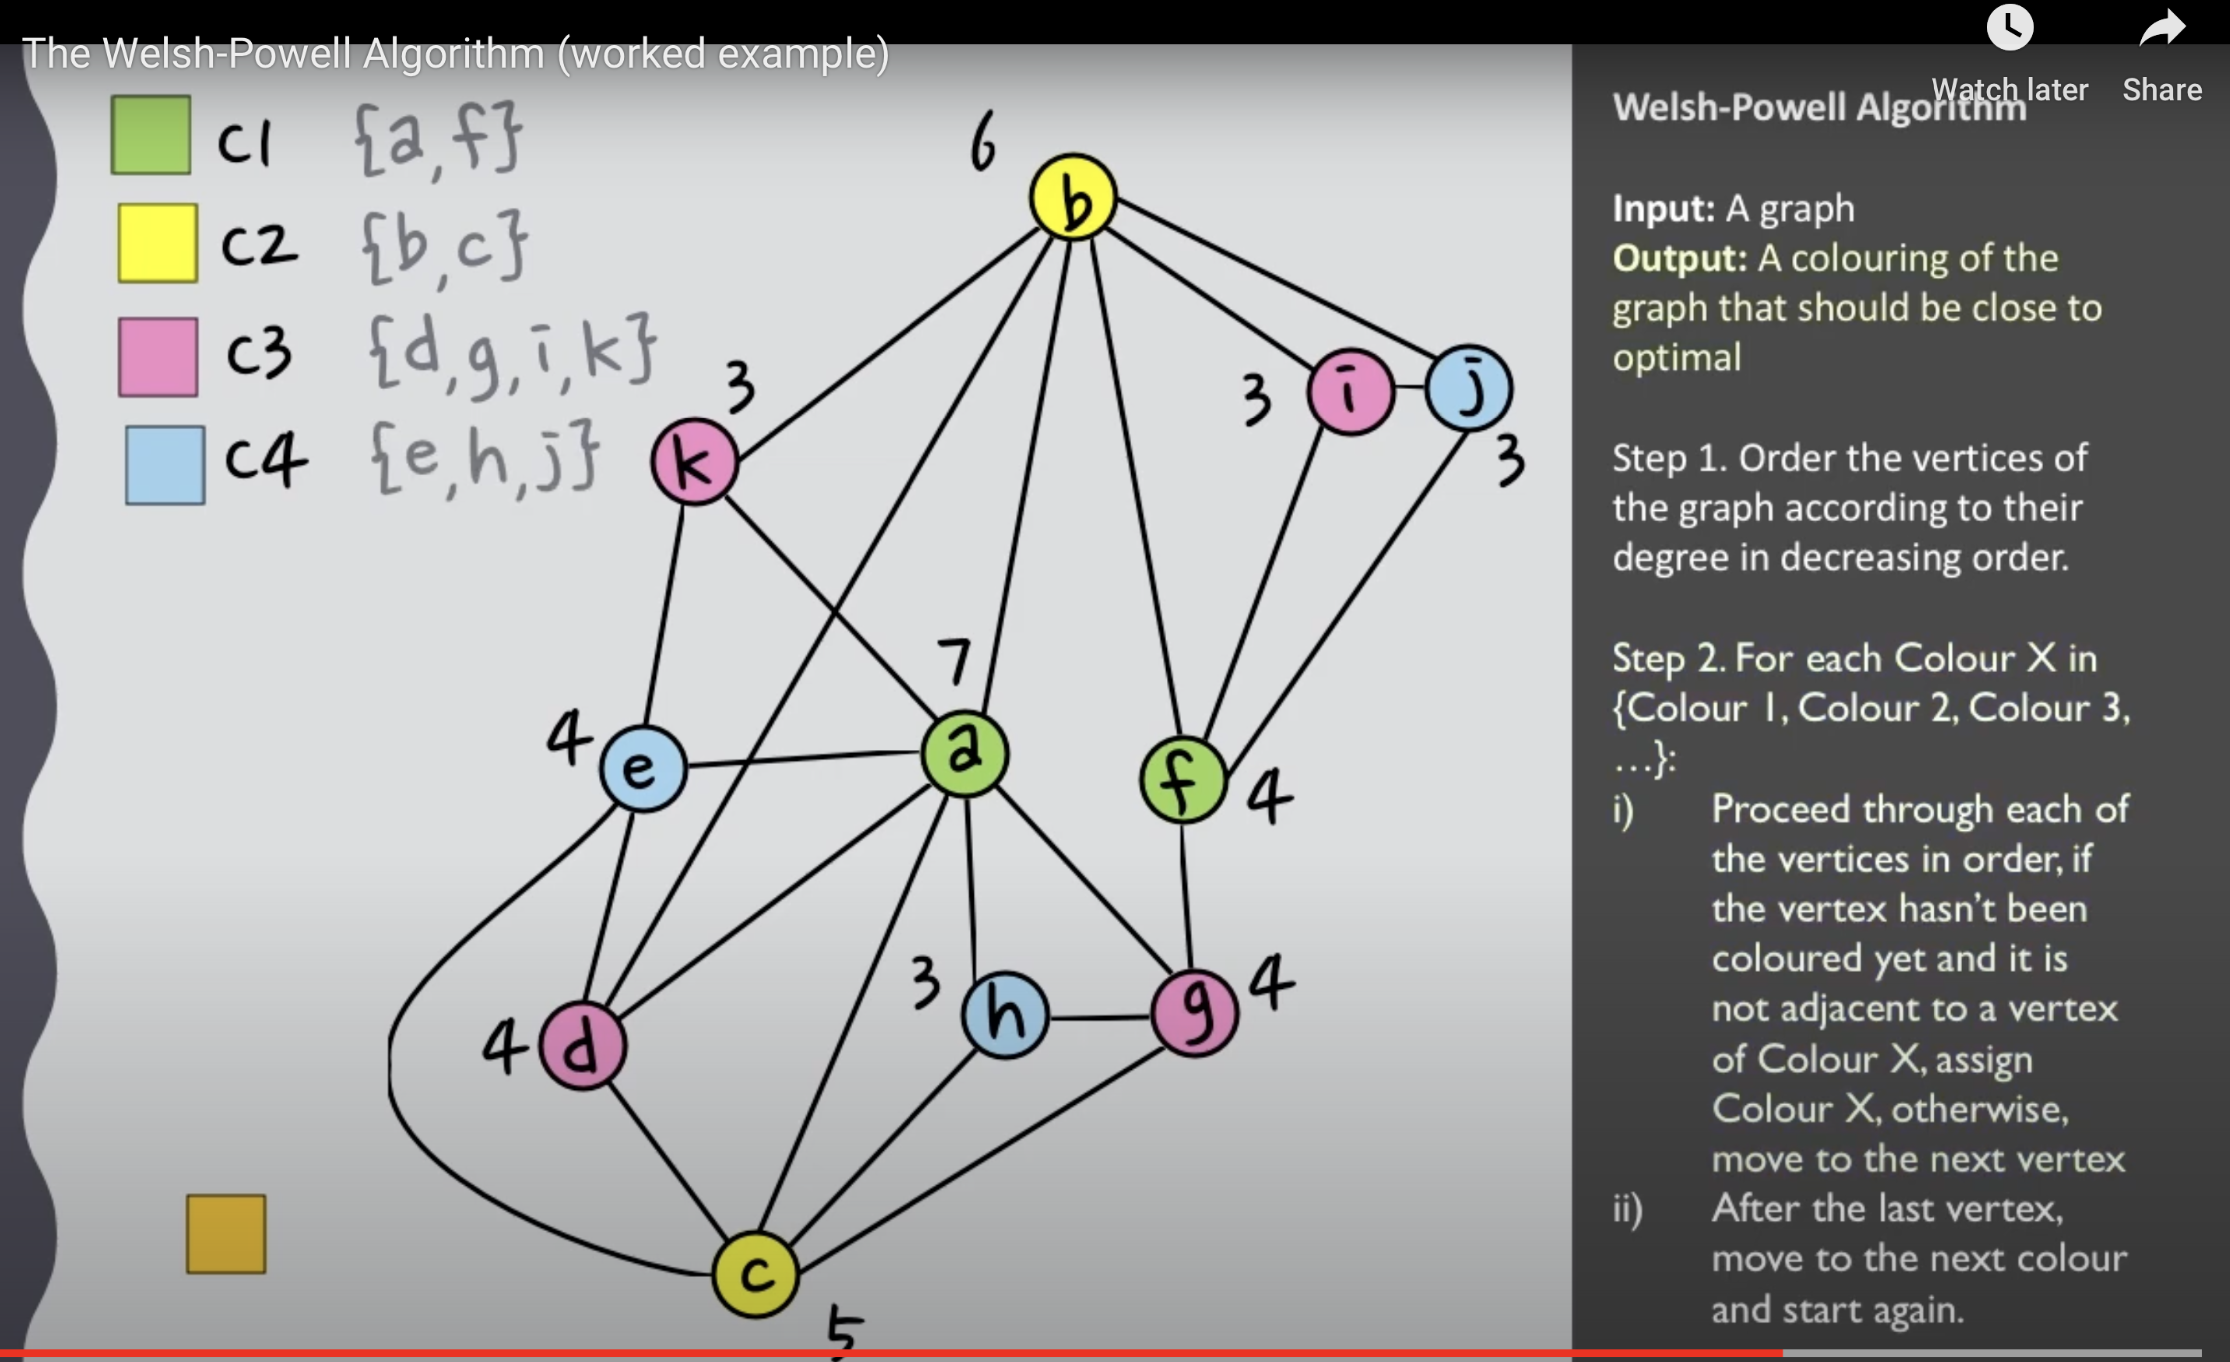 The Welsh-Powell Algorithm (worked example)
Watch later
Share
C1 {a,f}
C2 {b,c}
C3 {d,g,i,k}
C4 {e,h,j}
6
b
3
k
3
i
j
3
7
4
e
a
f
4
3
h
g
4
4
d
c
5
Welsh-Powell Algorithm
Input: A graph
Output: A colouring of the
graph that should be close to
optimal
Step 1. Order the vertices of
the graph according to their
degree in decreasing order.
Step 2. For each Colour X in
{Colour 1, Colour 2, Colour 3,
…}:
i) Proceed through each of
the vertices in order, if
the vertex hasn't been
coloured yet and it is
not adjacent to a vertex
of Colour X, assign
Colour X, otherwise,
move to the next vertex
ii) After the last vertex,
move to the next colour
and start again.